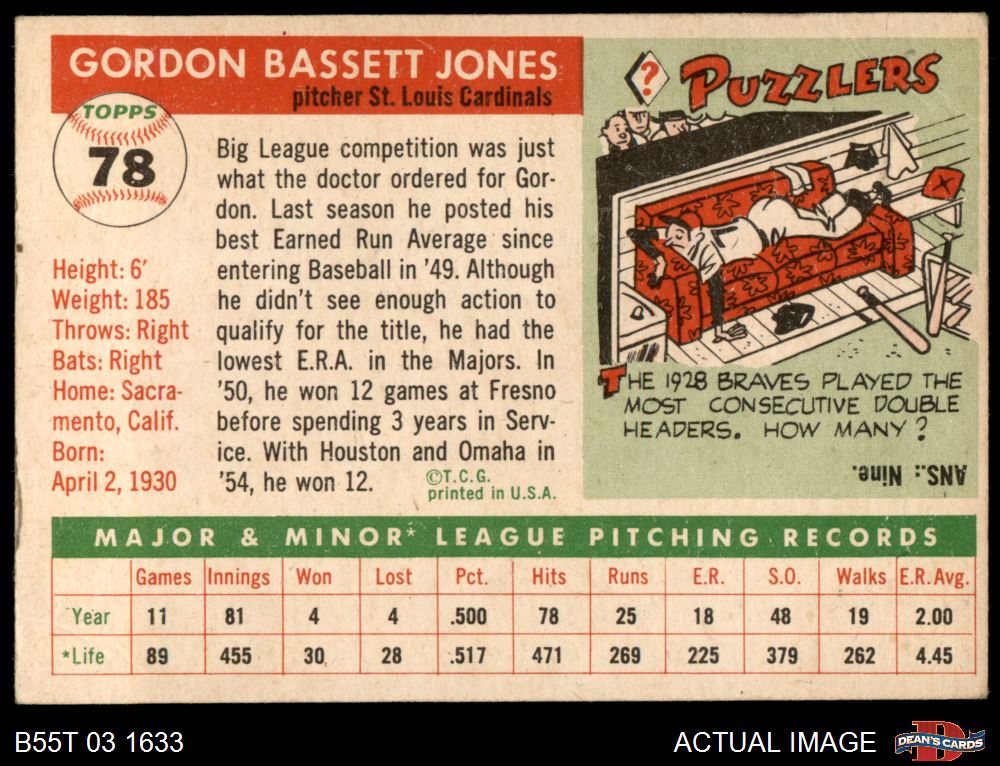 GORDON BASSETT JONES
pitcher St. Louis Cardinals
TOPPS
78
Height: 6'
Weight: 185
Throws: Right
Bats: Right
Home: Sacra-
mento, Calif.
Born:
April 2, 1930
Big League competition was just
what the doctor ordered for Gor-
don. Last season he posted his
best Earned Run Average since
entering Baseball in '49. Although
he didn't see enough action to
qualify for the title, he had the
lowest E.R.A. in the Majors. In
'50, he won 12 games at Fresno
before spending 3 years in Serv-
ice. With Houston and Omaha in
'54, he won 12.
©T.C.G.
printed in U.S.A.
?
PUZZLERS
THE 1928 BRAVES PLAYED THE
MOST CONSECUTIVE DOUBLE
HEADERS. HOW MANY?
ANS.: Nine.
MAJOR & MINOR* LEAGUE PITCHING RECORDS
Games Innings Won Lost Pct. Hits Runs E.R. S.O. Walks E.R.Avg.
Year 11 81 4 4 .500 78 25 18 48 19 2.00
*Life 89 455 30 28 .517 471 269 225 379 262 4.45
B55T 03 1633
ACTUAL IMAGE
DEAN'S CARDS